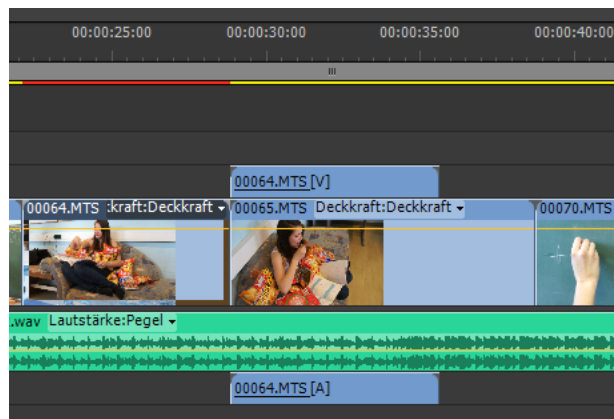 00:00:25:00 00:00:30:00 00:00:35:00 00:00:40:00
00064.MTS [V]
00064.MTS :kraft:Deckkraft 00065.MTS Deckkraft:Deckkraft 00070.MTS
.wav Lautstärke:Pegel
00064.MTS [A]